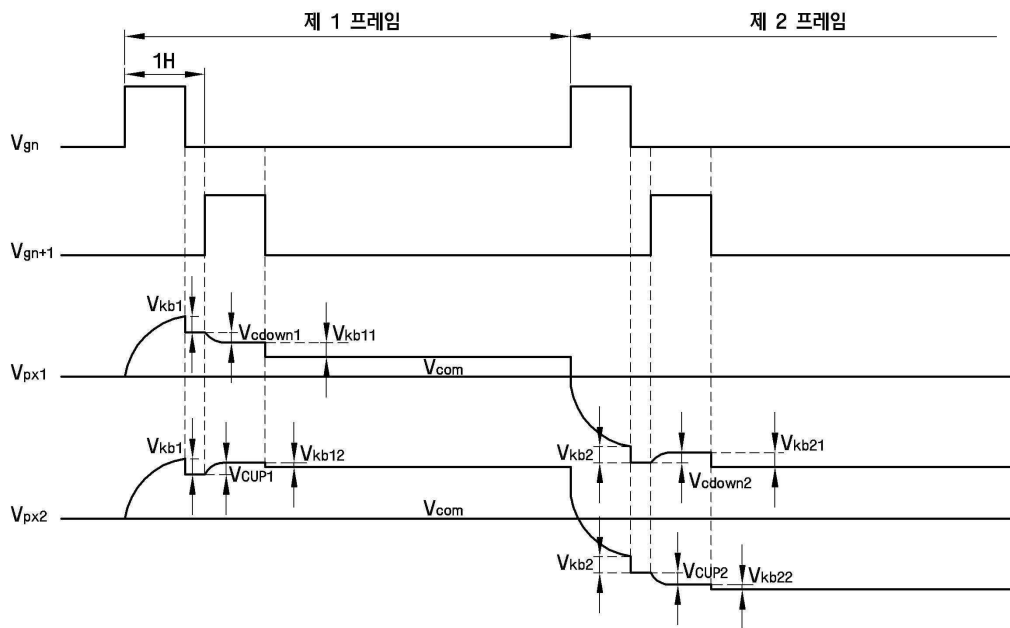 제 1 프레임
제 2 프레임
1H
Vgn
Vgn+1
Vkb1
Vcdown1
Vkb11
Vpx1
Vcom
Vkb1
VCUP1
Vkb12
Vkb2
Vcdown2
Vkb21
Vpx2
Vcom
Vkb2
VCUP2
Vkb22